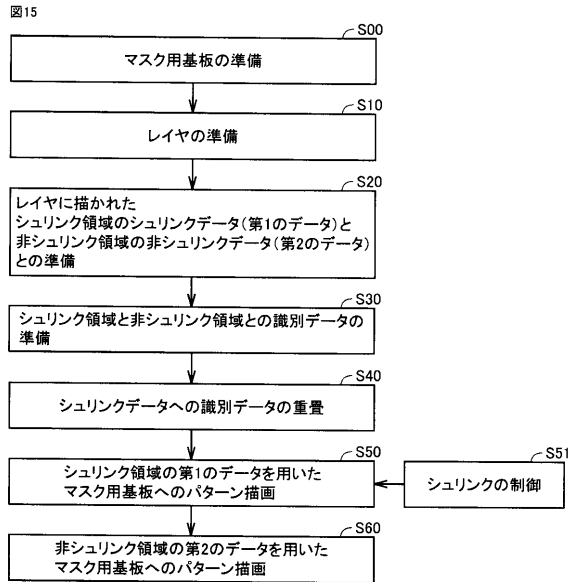 図15
S00
マスク用基板の準備
S10
レイヤの準備
S20
レイヤに描かれた
シュリンク領域のシュリンクデータ(第1のデータ)と
非シュリンク領域の非シュリンクデータ(第2のデータ)
との準備
S30
シュリンク領域と非シュリンク領域との識別データの
準備
S40
シュリンクデータへの識別データの重畳
S50
シュリンク領域の第1のデータを用いた
マスク用基板へのパターン描画
S51
シュリンクの制御
S60
非シュリンク領域の第2のデータを用いた
マスク用基板へのパターン描画